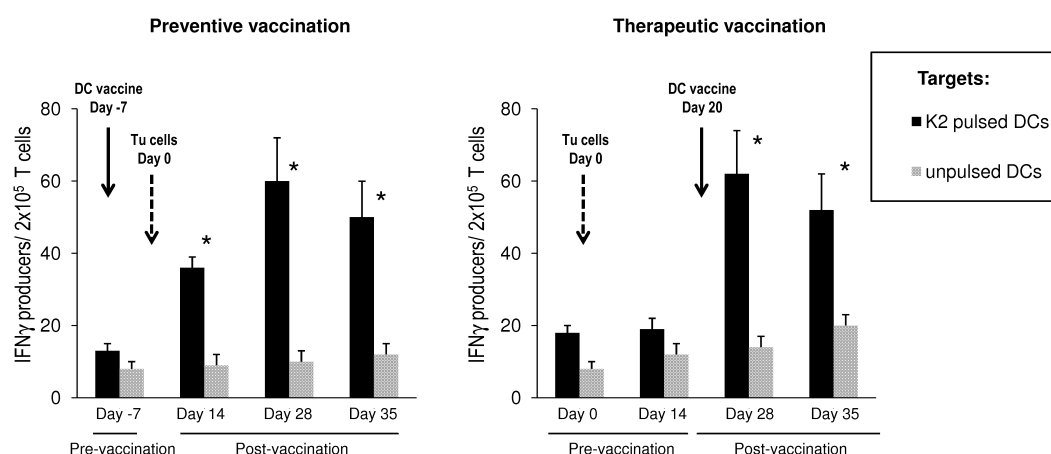 Preventive vaccination
DC vaccine
Day -7
Tu cells
Day 0
IFNγ producers/ 2x10⁵ T cells
80
60
40
20
0
Day -7
Day 14
Day 28
Day 35
*
*
*
Pre-vaccination
Post-vaccination
Therapeutic vaccination
DC vaccine
Day 20
Tu cells
Day 0
IFNγ producers/ 2x10⁵ T cells
80
60
40
20
0
Day 0
Day 14
Day 28
Day 35
*
*
Pre-vaccination
Post-vaccination
Targets:
K2 pulsed DCs
unpulsed DCs